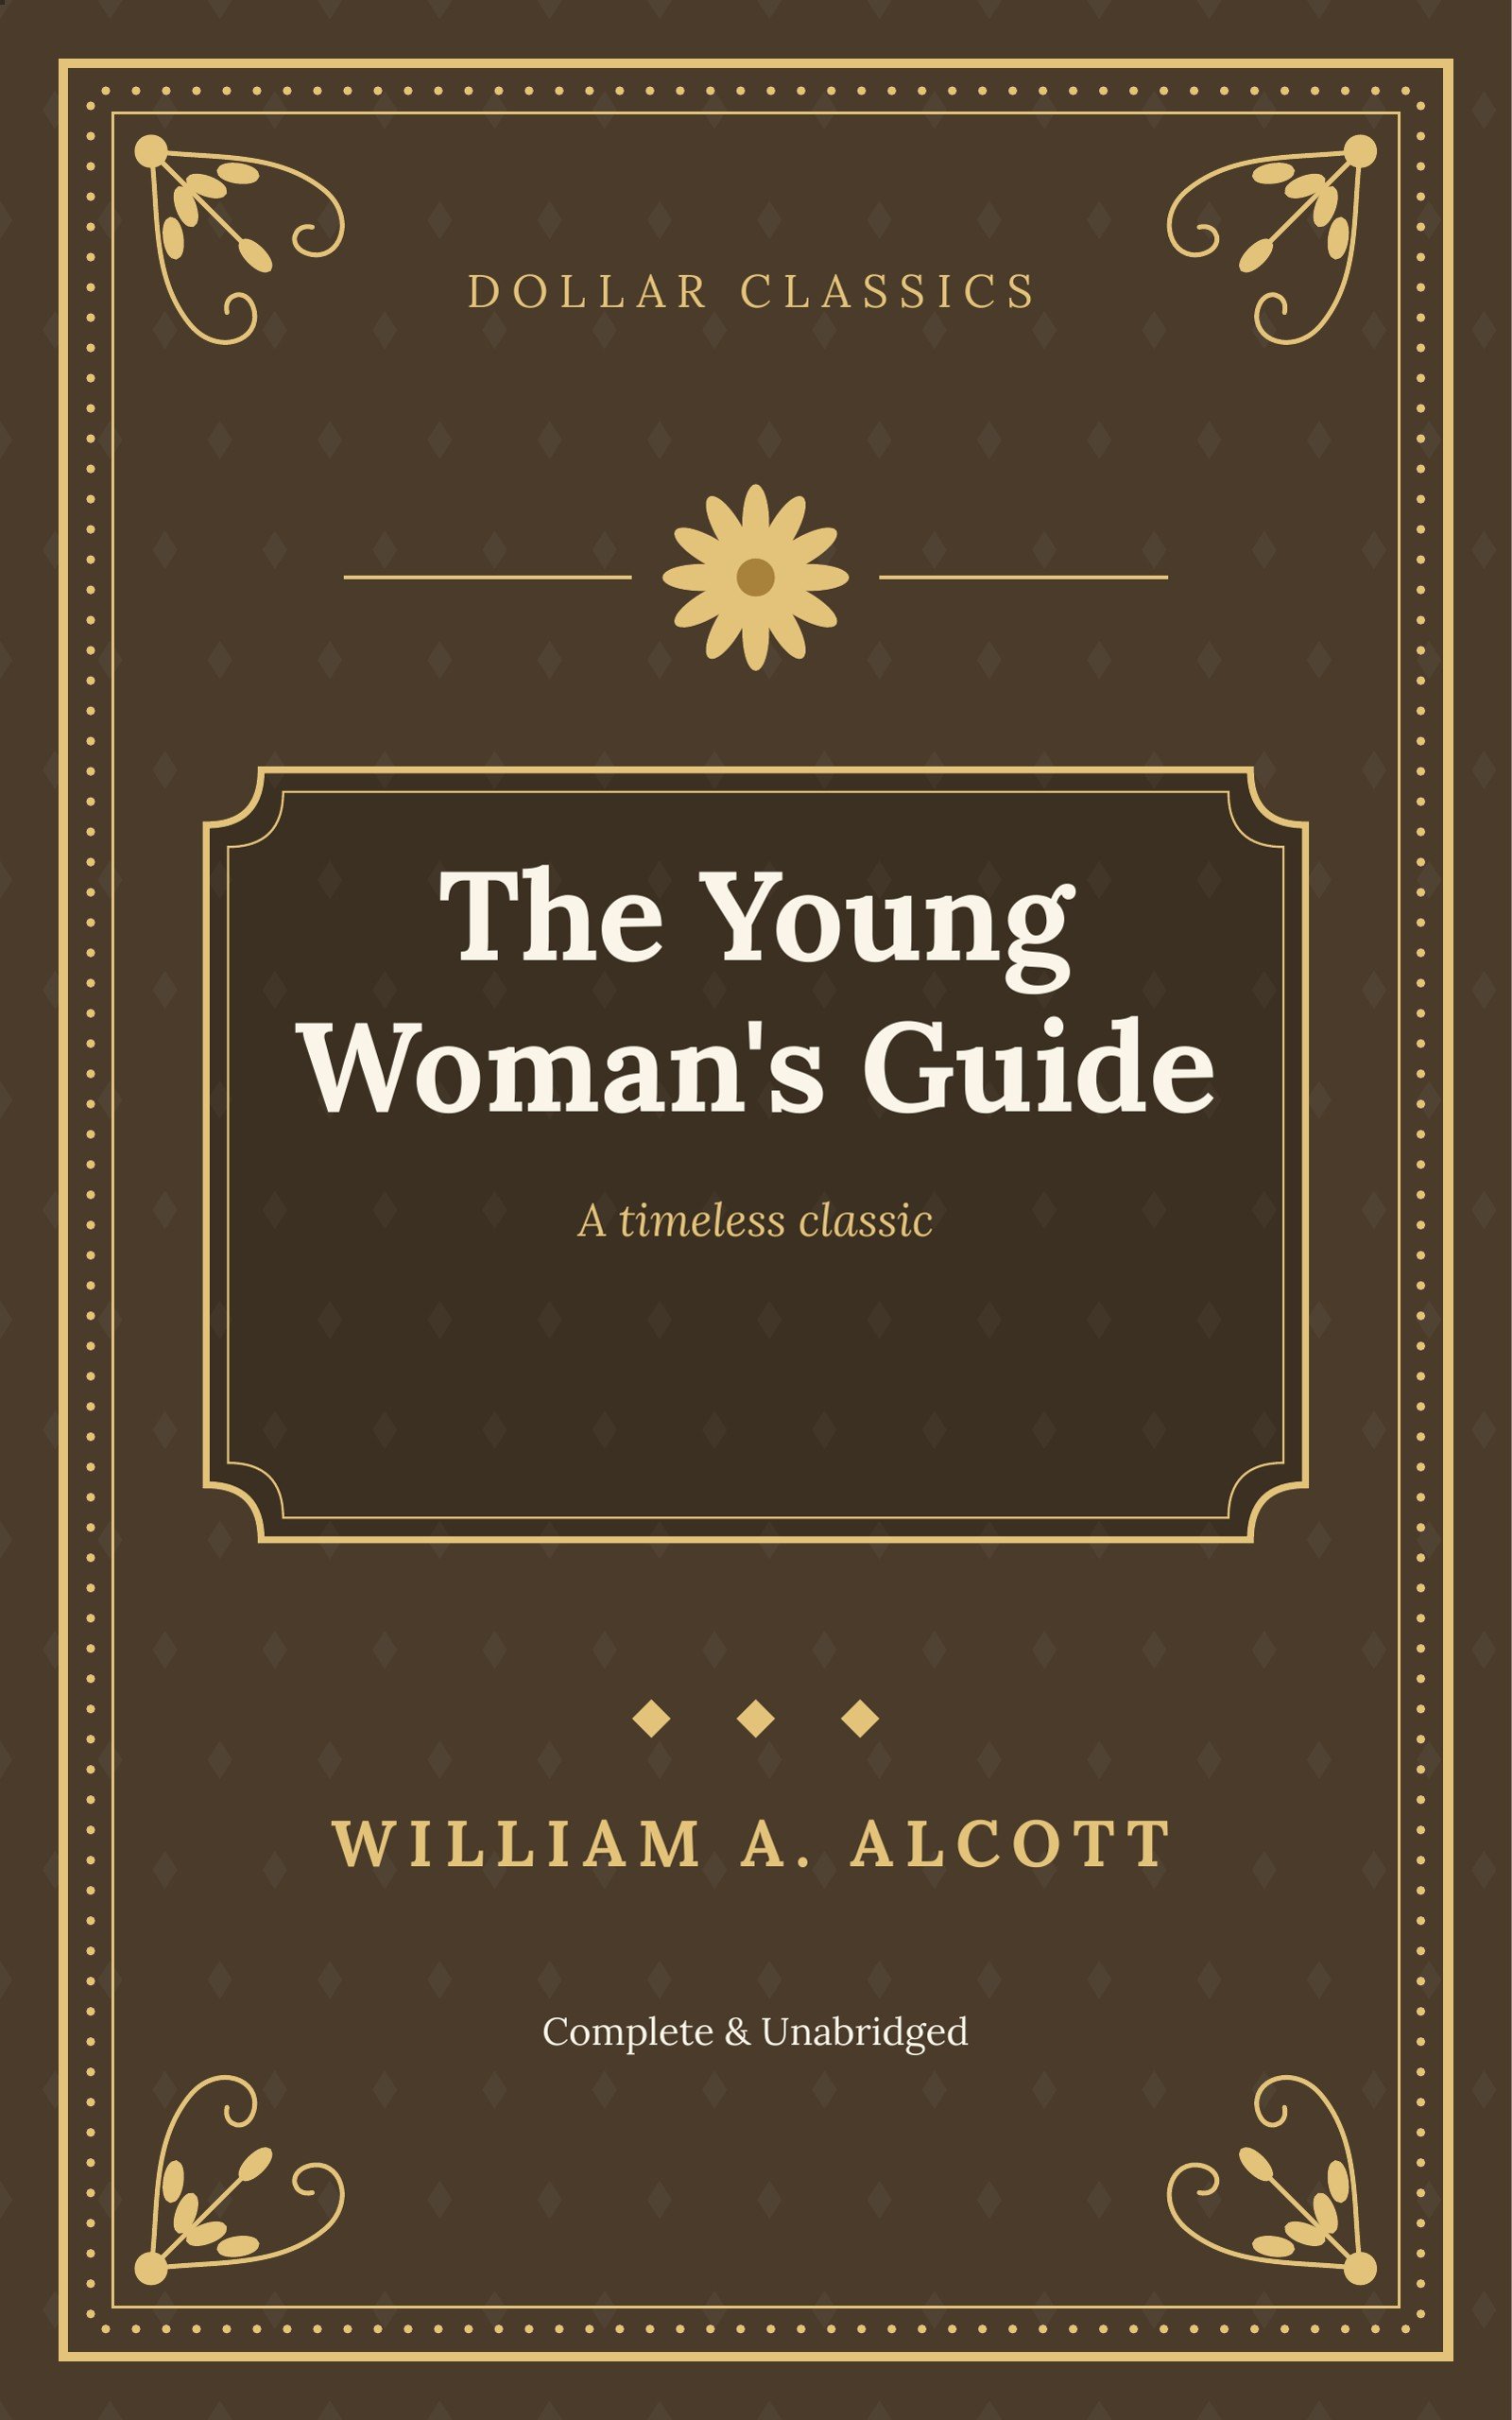 DOLLAR CLASSICS
The Young
Woman's Guide
A timeless classic
WILLIAM A. ALCOTT
Complete & Unabridged